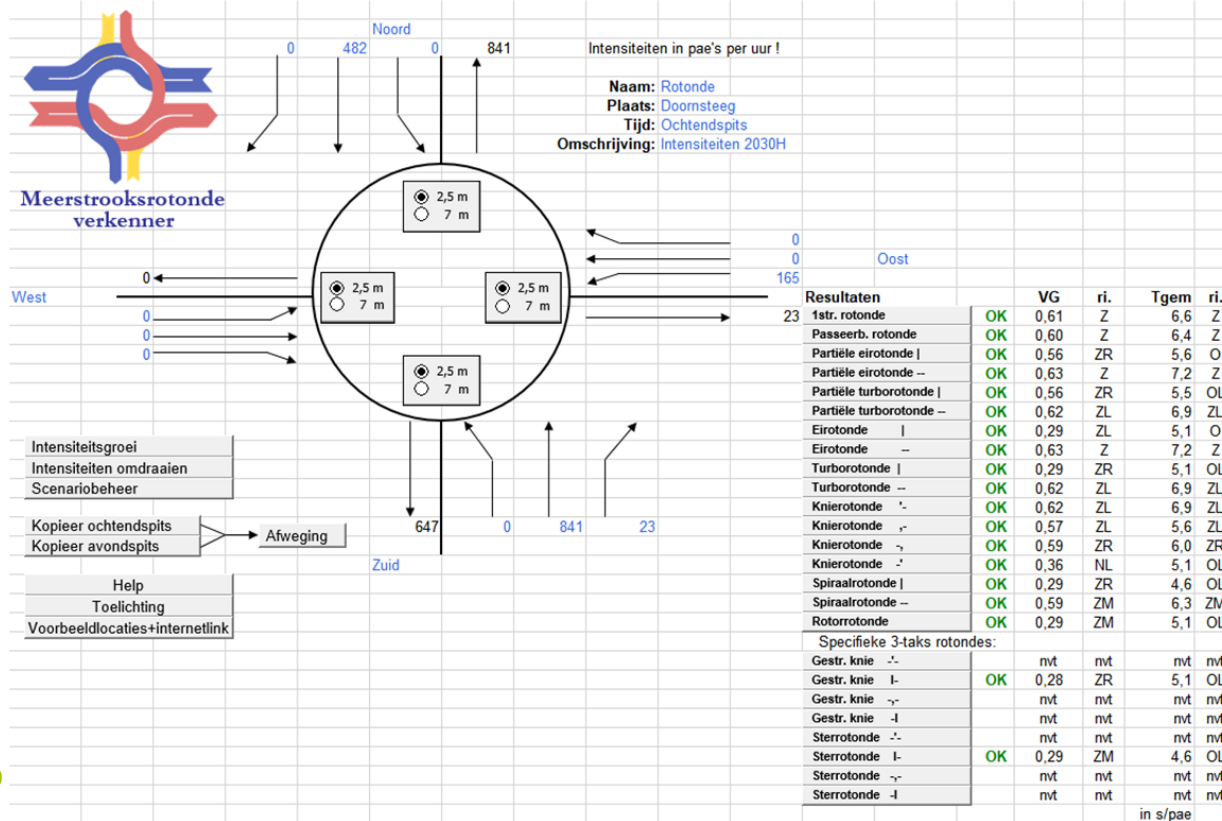 Noord
0 482 0 841 Intensiteiten in pae's per uur !
Naam: Rotonde
Plaats: Doornsteeg
Tijd: Ochtendspits
Omschrijving: Intensiteiten 2030H
Meerstrooksrotonde
verkenner
2,5 m
7 m
0
0 Oost
165
0
West
2,5 m
7 m
2,5 m
7 m
0
0
0
23
2,5 m
7 m
Resultaten VG ri. Tgem ri.
1str. rotonde OK 0,61 Z 6,6 Z
Passeerb. rotonde OK 0,60 Z 6,4 Z
Partiële eirotonde | OK 0,56 ZR 5,6 O
Partiële eirotonde -- OK 0,63 Z 7,2 Z
Partiële turborotonde | OK 0,56 ZR 5,5 OL
Partiële turborotonde -- OK 0,62 ZL 6,9 ZL
Eirotonde | OK 0,29 ZL 5,1 O
Eirotonde -- OK 0,63 Z 7,2 Z
Turborotonde | OK 0,29 ZR 5,1 OL
Turborotonde -- OK 0,62 ZL 6,9 ZL
Knierotonde '- OK 0,62 ZL 6,9 ZL
Knierotonde ,- OK 0,57 ZL 5,6 ZL
Knierotonde -, OK 0,59 ZR 6,0 ZR
Knierotonde -' OK 0,36 NL 5,1 OL
Spiraalrotonde | OK 0,29 ZR 4,6 OL
Spiraalrotonde -- OK 0,59 ZM 6,3 ZM
Rotorrotonde OK 0,29 ZM 5,1 OL
Specifieke 3-taks rotondes:
Gestr. knie -'- nvt nvt nvt nvt
Gestr. knie I- OK 0,28 ZR 5,1 OL
Gestr. knie -,- nvt nvt nvt nvt
Gestr. knie -I nvt nvt nvt nvt
Sterrotonde -'- nvt nvt nvt nvt
Sterrotonde I- OK 0,29 ZM 4,6 OL
Sterrotonde -,- nvt nvt nvt nvt
Sterrotonde -I nvt nvt nvt nvt
in s/pae
Intensiteitsgroei
Intensiteiten omdraaien
Scenariobeheer
Kopieer ochtendspits
Kopieer avondspits
Afweging
647 0 841 23
Zuid
Help
Toelichting
Voorbeeldlocaties+internetlink